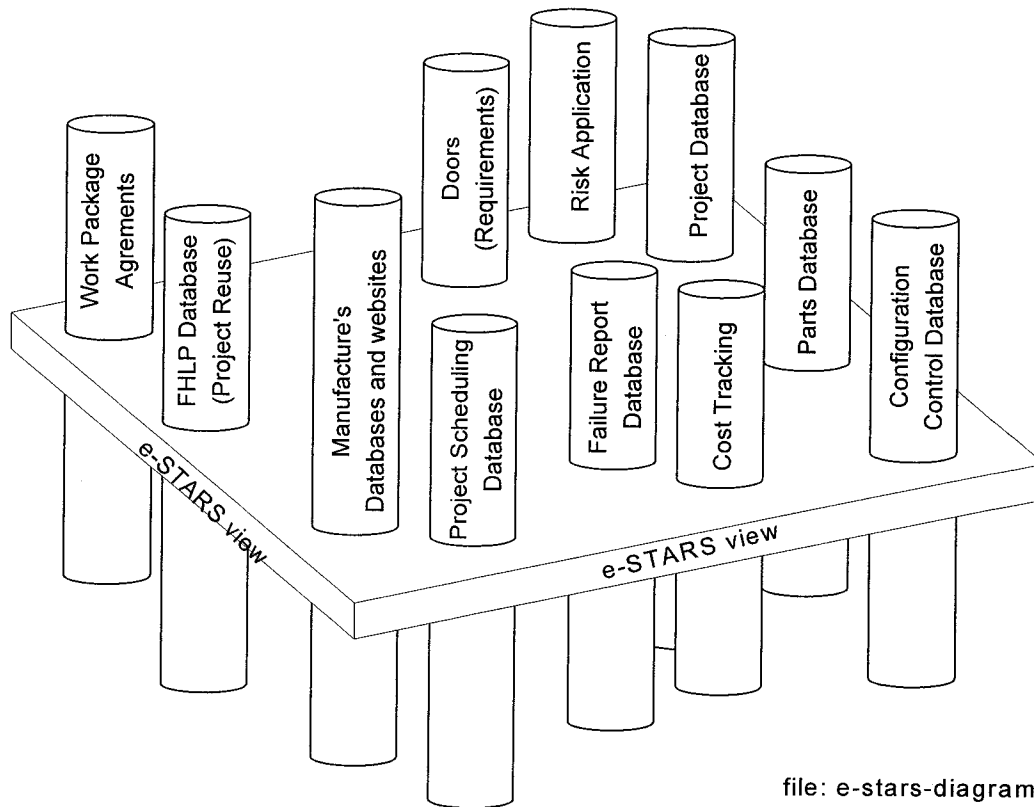 Work Package
Agrements
FHLP Database
(Project Reuse)
Manufacture's
Databases and websites
Doors
(Requirements)
Risk Application
Project Database
Project Scheduling
Database
Failure Report
Database
Cost Tracking
Parts Database
Configuration
Control Database
e-STARS view
e-STARS view
file: e-stars-diagram